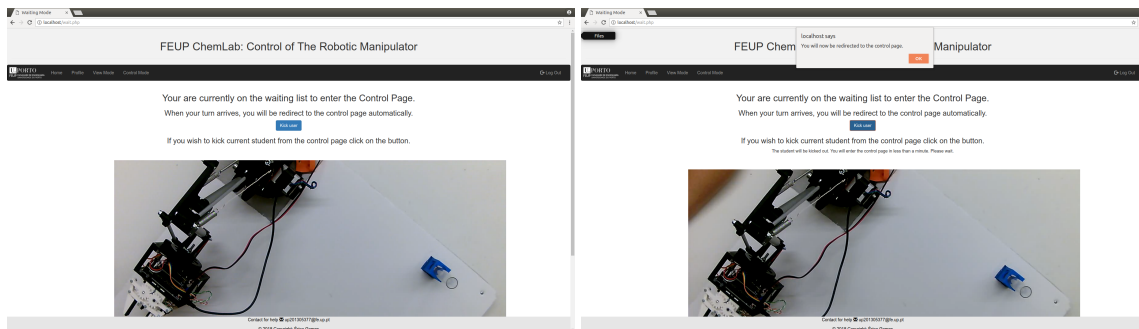 Waiting Mode
localhost/wait.php
FEUP ChemLab: Control of The Robotic Manipulator
U.PORTO
Home Profile View Mode Control Mode Log Out
Your are currently on the waiting list to enter the Control Page.
When your turn arrives, you will be redirect to the control page automatically.
Kick user
If you wish to kick current student from the control page click on the button.
Contact for help up201305377@fe.up.pt
Waiting Mode
localhost/wait.php
Files
localhost says
You will now be redirected to the control page.
OK
FEUP Chem Manipulator
U.PORTO
Home Profile View Mode Control Mode Log Out
Your are currently on the waiting list to enter the Control Page.
When your turn arrives, you will be redirect to the control page automatically.
Kick user
If you wish to kick current student from the control page click on the button.
The student will be kicked out. You will enter the control page in less than a minute. Please wait.
Contact for help up201305377@fe.up.pt